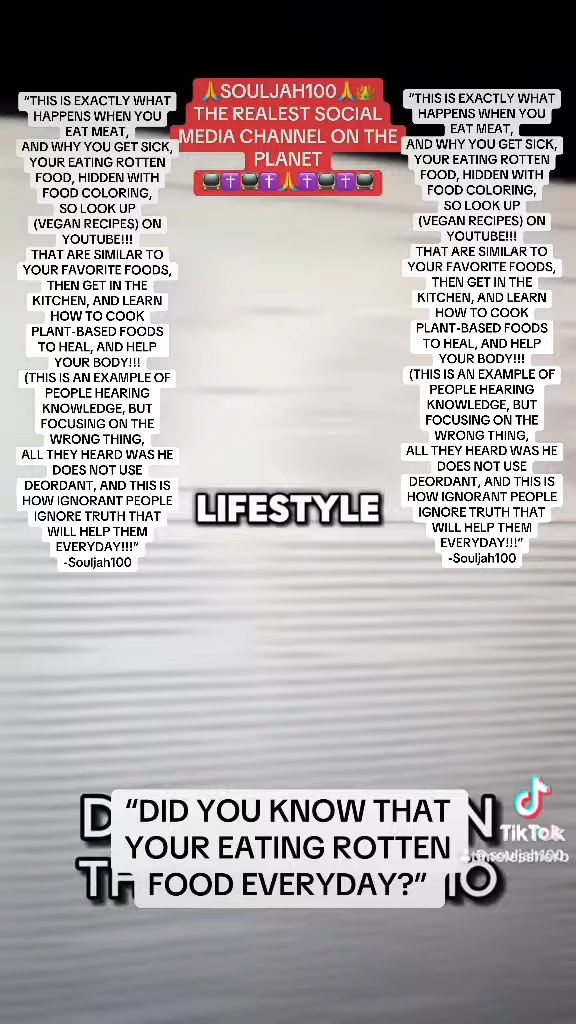 🙏SOULJAH100🙏👑
THE REALEST SOCIAL
MEDIA CHANNEL ON THE
PLANET
"THIS IS EXACTLY WHAT
HAPPENS WHEN YOU
EAT MEAT,
AND WHY YOU GET SICK,
YOUR EATING ROTTEN
FOOD, HIDDEN WITH
FOOD COLORING,
SO LOOK UP
(VEGAN RECIPES) ON
YOUTUBE!!!
THAT ARE SIMILAR TO
YOUR FAVORITE FOODS,
THEN GET IN THE
KITCHEN, AND LEARN
HOW TO COOK
PLANT-BASED FOODS
TO HEAL, AND HELP
YOUR BODY!!!
(THIS IS AN EXAMPLE OF
PEOPLE HEARING
KNOWLEDGE, BUT
FOCUSING ON THE
WRONG THING,
ALL THEY HEARD WAS HE
DOES NOT USE
DEORDANT, AND THIS IS
HOW IGNORANT PEOPLE
IGNORE TRUTH THAT
WILL HELP THEM
EVERYDAY!!!"
-Souljah100
"THIS IS EXACTLY WHAT
HAPPENS WHEN YOU
EAT MEAT,
AND WHY YOU GET SICK,
YOUR EATING ROTTEN
FOOD, HIDDEN WITH
FOOD COLORING,
SO LOOK UP
(VEGAN RECIPES) ON
YOUTUBE!!!
THAT ARE SIMILAR TO
YOUR FAVORITE FOODS,
THEN GET IN THE
KITCHEN, AND LEARN
HOW TO COOK
PLANT-BASED FOODS
TO HEAL, AND HELP
YOUR BODY!!!
(THIS IS AN EXAMPLE OF
PEOPLE HEARING
KNOWLEDGE, BUT
FOCUSING ON THE
WRONG THING,
ALL THEY HEARD WAS HE
DOES NOT USE
DEORDANT, AND THIS IS
HOW IGNORANT PEOPLE
IGNORE TRUTH THAT
WILL HELP THEM
EVERYDAY!!!"
-Souljah100
LIFESTYLE
"DID YOU KNOW THAT
YOUR EATING ROTTEN
FOOD EVERYDAY?"
TikTok